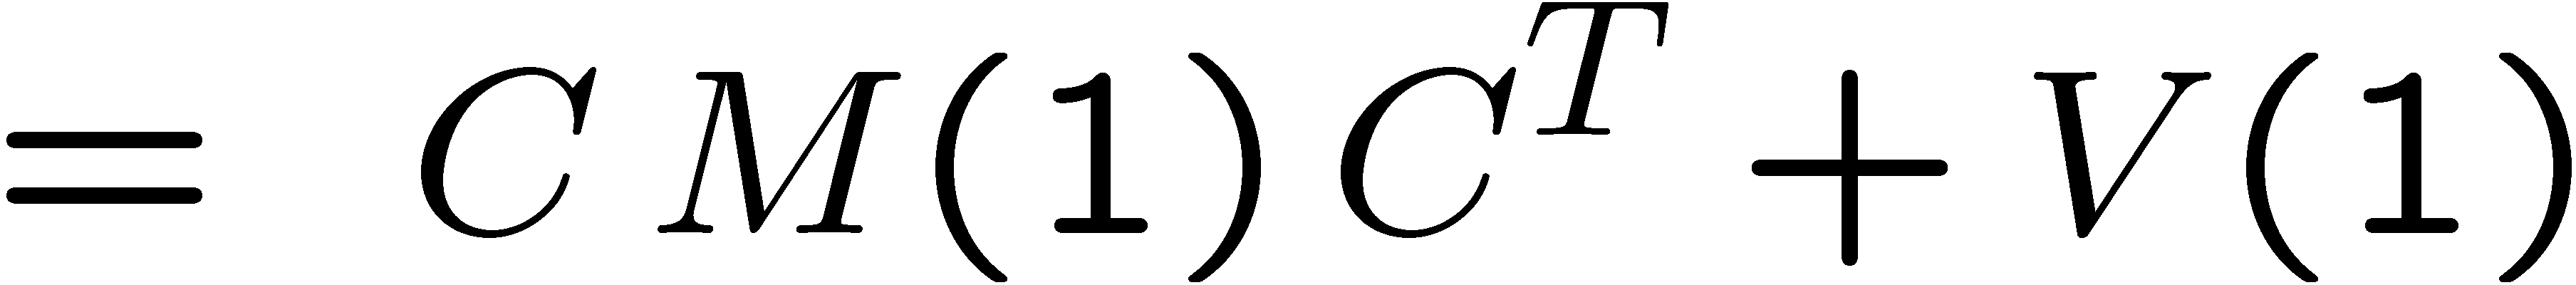 = C M(1) C^T + V(1)